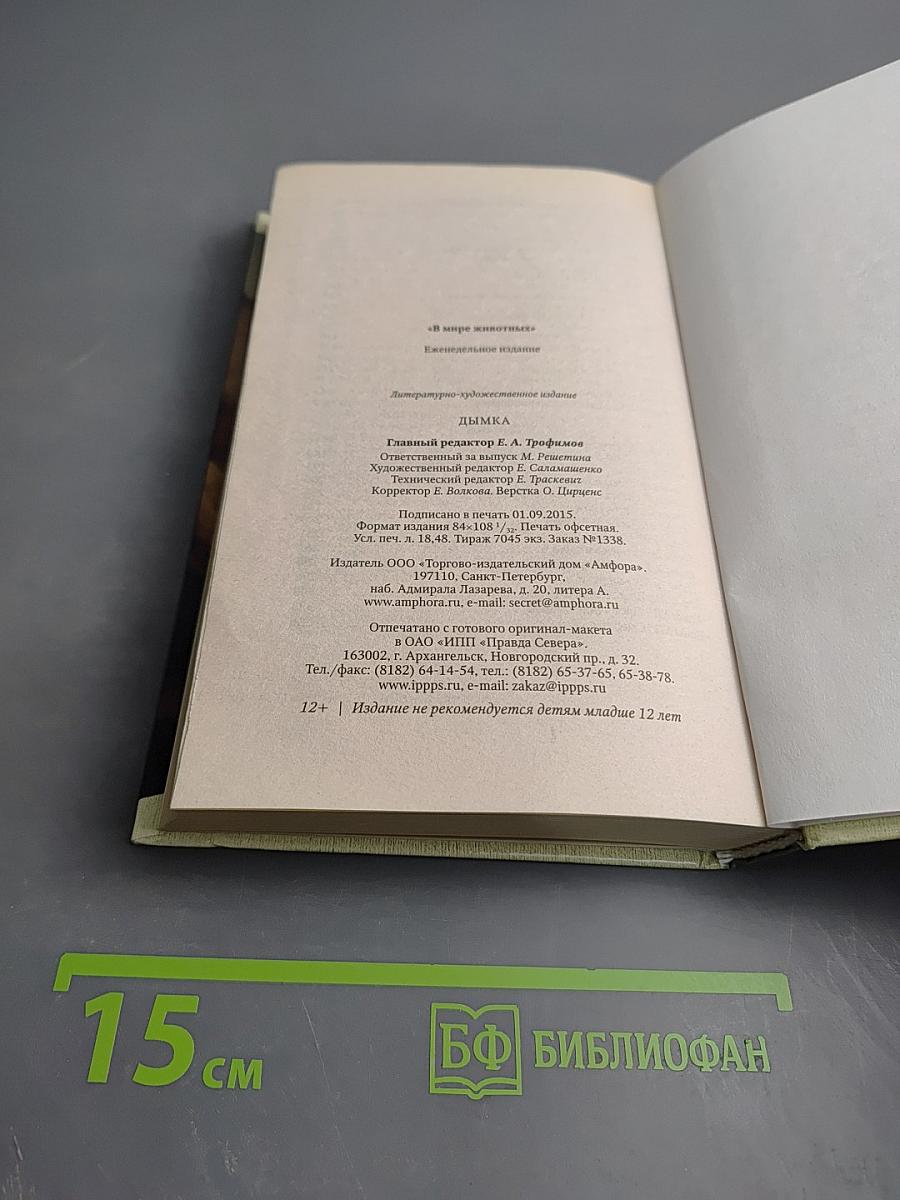 «В мире животных»
Еженедельное издание
Литературно-художественное издание
ДЫМКА
Главный редактор Е. А. Трофимов
Ответственный за выпуск М. Решетина
Художественный редактор Е. Саламашенко
Технический редактор Е. Траскевич
Корректор Е. Волкова. Верстка О. Цирценс
Подписано в печать 01.09.2015.
Формат издания 84×108 1/32. Печать офсетная.
Усл. печ. л. 18,48. Тираж 7045 экз. Заказ №1338.
Издатель ООО «Торгово-издательский дом «Амфора».
197110, Санкт-Петербург,
наб. Адмирала Лазарева, д. 20, литера А.
www.amphora.ru, e-mail: secret@amphora.ru
Отпечатано с готового оригинал-макета
в ОАО «ИПП «Правда Севера».
163002, г. Архангельск, Новгородский пр., д. 32.
Тел./факс: (8182) 64-14-54, тел.: (8182) 65-37-65, 65-38-78.
www.ippps.ru, e-mail: zakaz@ippps.ru
12+ | Издание не рекомендуется детям младше 12 лет
15 см
БФ БИБЛИОФАН